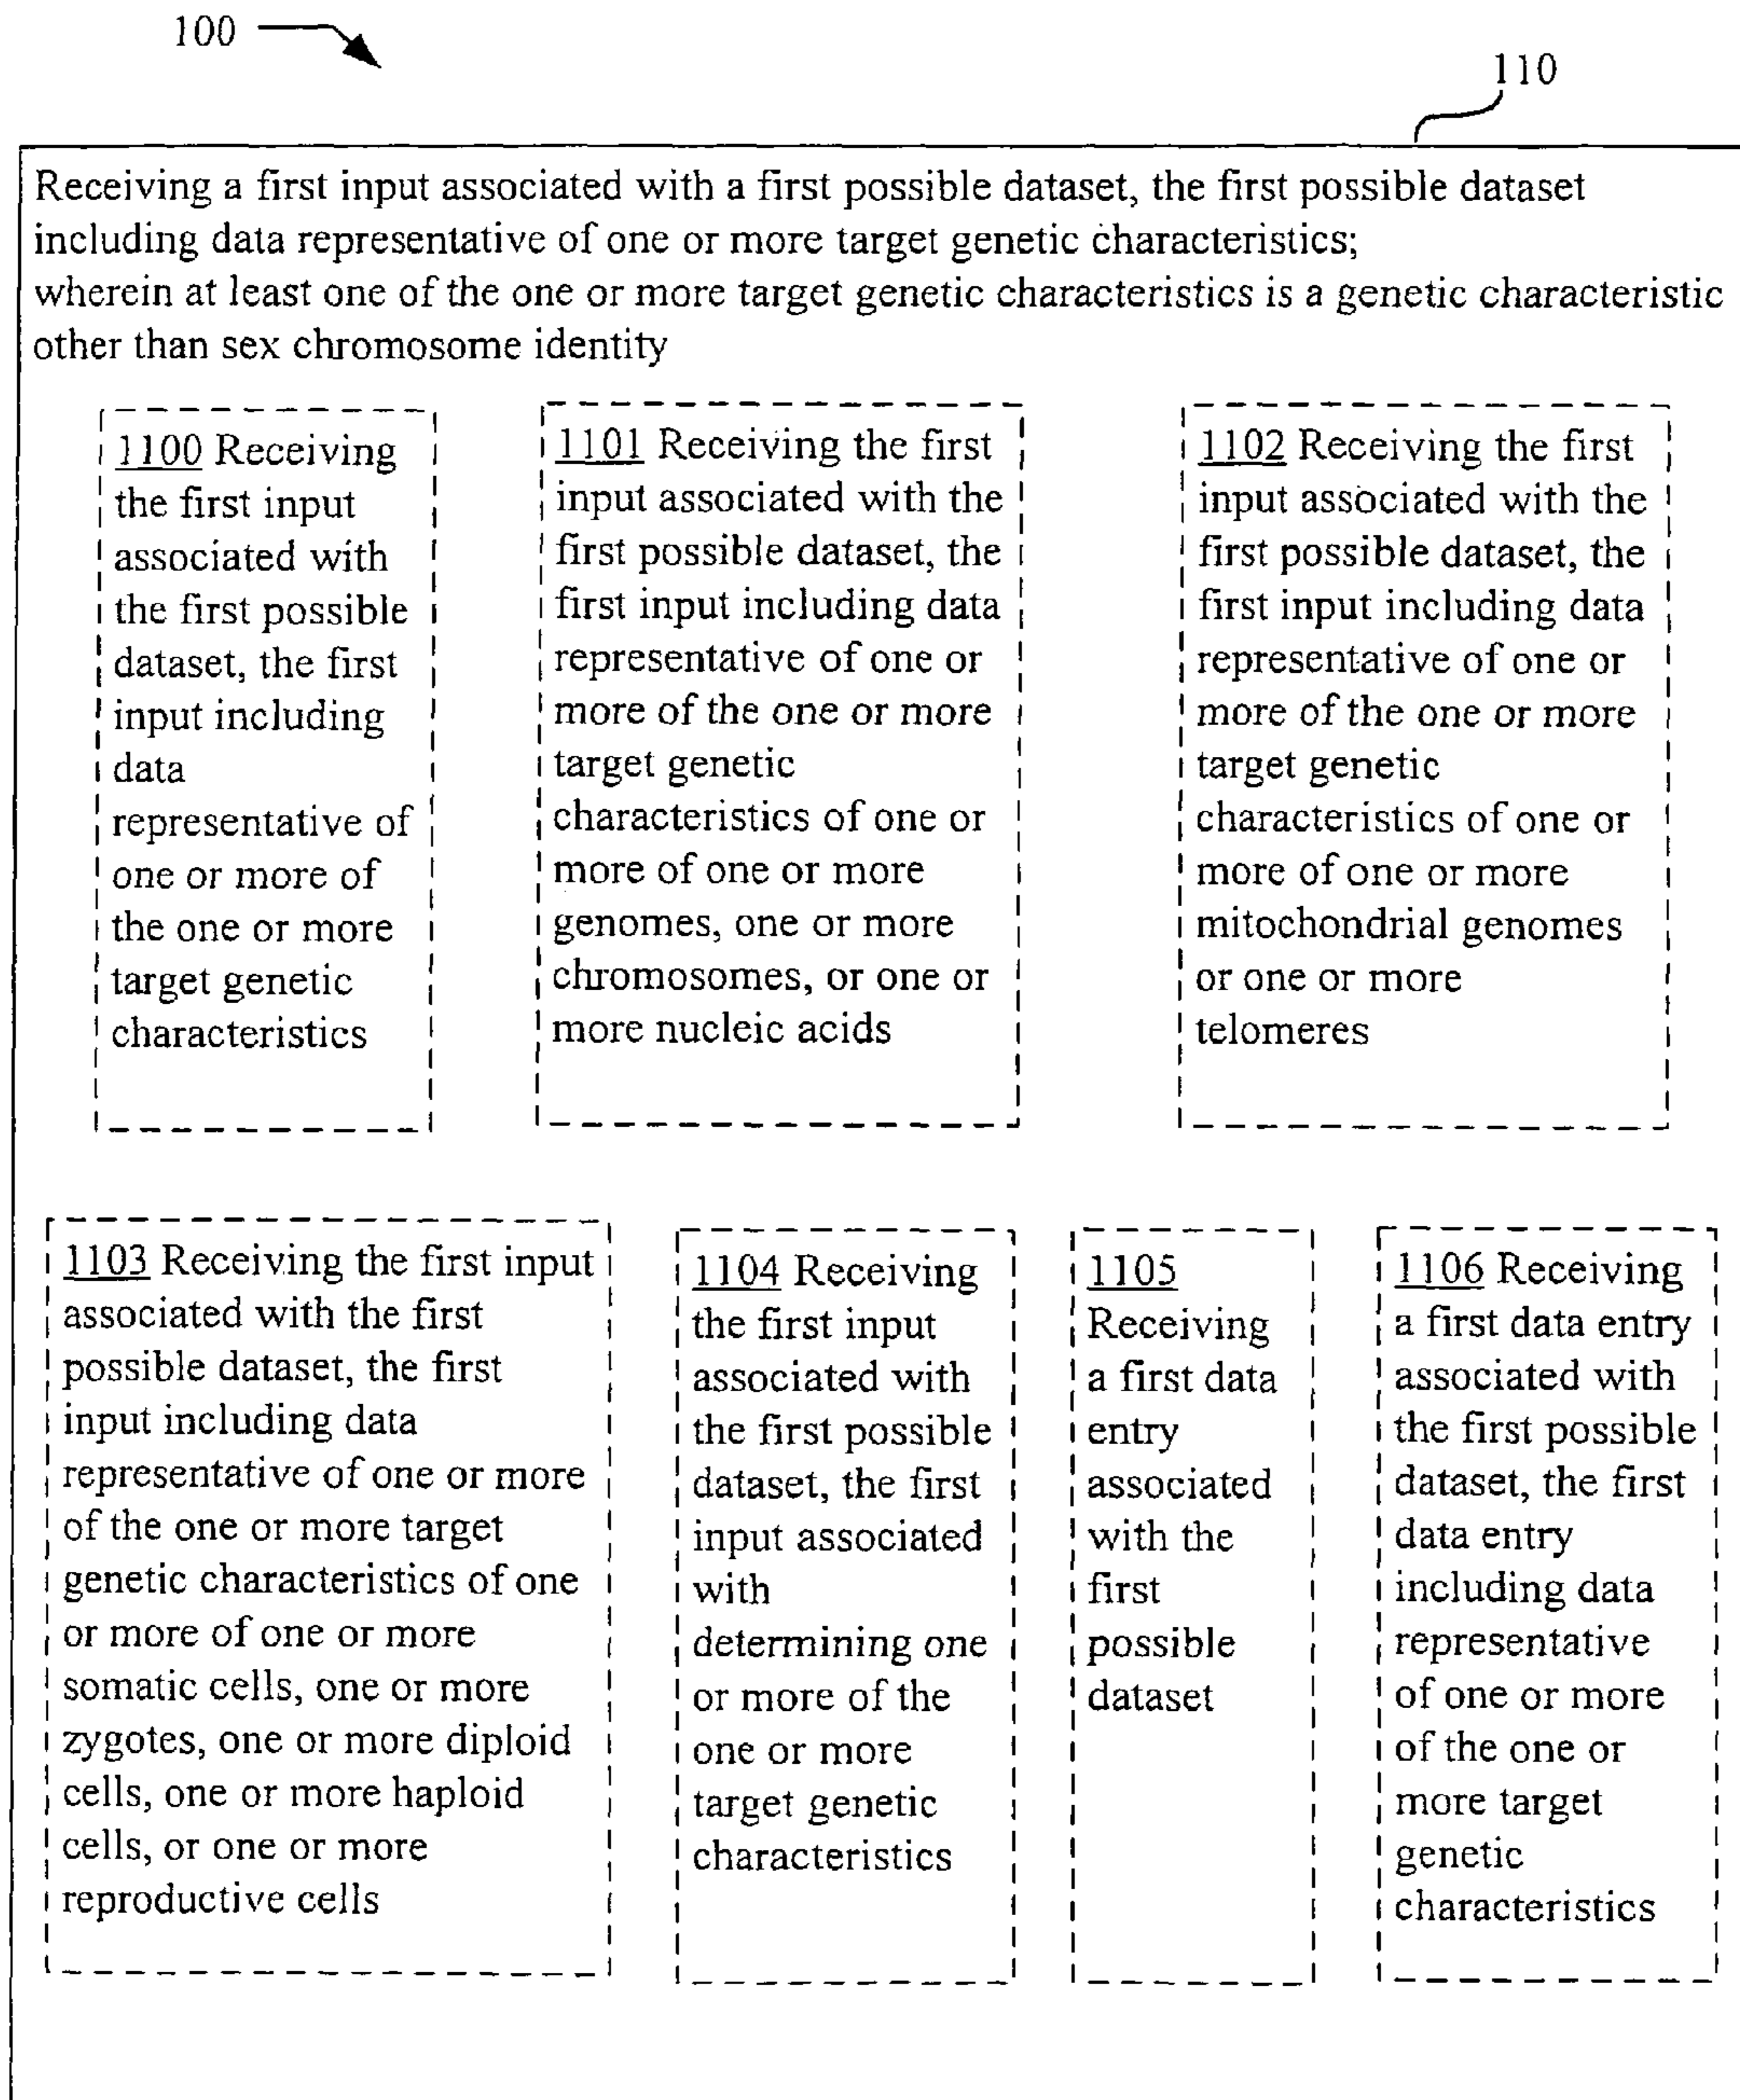 100
110
Receiving a first input associated with a first possible dataset, the first possible dataset
including data representative of one or more target genetic characteristics;
wherein at least one of the one or more target genetic characteristics is a genetic characteristic
other than sex chromosome identity
1100 Receiving
the first input
associated with
the first possible
dataset, the first
input including
data
representative of
one or more of
the one or more
target genetic
characteristics
1101 Receiving the first
input associated with the
first possible dataset, the
first input including data
representative of one or
more of the one or more
target genetic
characteristics of one or
more of one or more
genomes, one or more
chromosomes, or one or
more nucleic acids
1102 Receiving the first
input associated with the
first possible dataset, the
first input including data
representative of one or
more of the one or more
target genetic
characteristics of one or
more of one or more
mitochondrial genomes
or one or more
telomeres
1103 Receiving the first input
associated with the first
possible dataset, the first
input including data
representative of one or more
of the one or more target
genetic characteristics of one
or more of one or more
somatic cells, one or more
zygotes, one or more diploid
cells, one or more haploid
cells, or one or more
reproductive cells
1104 Receiving
the first input
associated with
the first possible
dataset, the first
input associated
with
determining one
or more of the
one or more
target genetic
characteristics
1105
Receiving
a first data
entry
associated
with the
first
possible
dataset
1106 Receiving
a first data entry
associated with
the first possible
dataset, the first
data entry
including data
representative
of one or more
of the one or
more target
genetic
characteristics